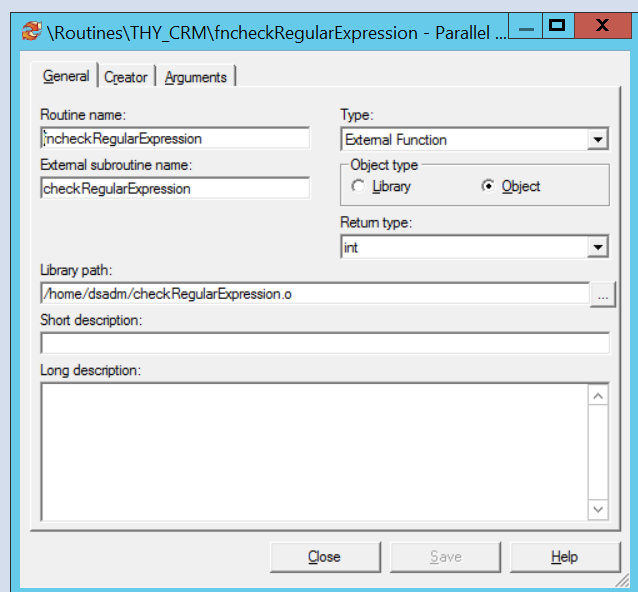 \Routines\THY_CRM\fncheckRegularExpression - Parallel ...
General Creator Arguments
Routine name:
fncheckRegularExpression
Type:
External Function
External subroutine name:
checkRegularExpression
Object type
Library Object
Return type:
int
Library path:
/home/dsadm/checkRegularExpression.o
...
Short description:
Long description:
Close Save Help